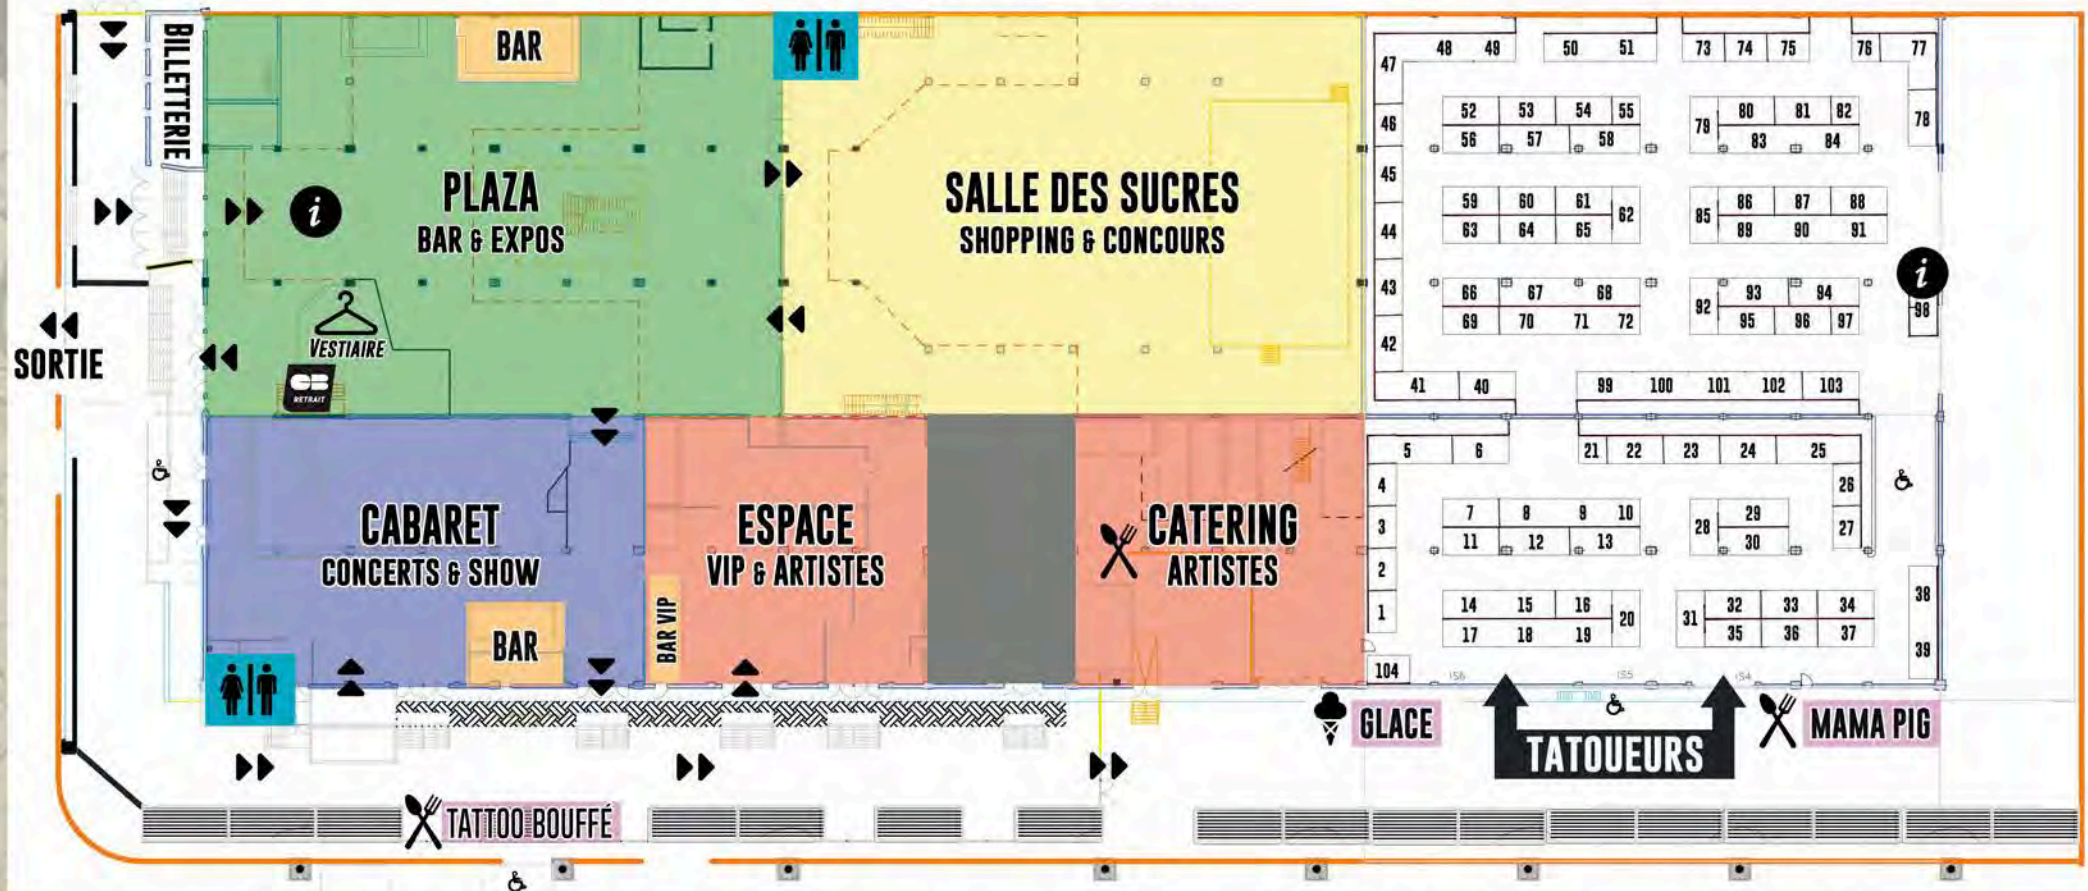 BILLETTERIE
BAR
PLAZA
BAR & EXPOS
i
VESTIAIRE
CB
RETRAIT
SORTIE
SALLE DES SUCRES
SHOPPING & CONCOURS
CABARET
CONCERTS & SHOW
BAR
BAR VIP
ESPACE
VIP & ARTISTES
CATERING
ARTISTES
47
48 49
50 51
73 74 75
76 77
46
52 53 54 55
56 57 58
79
80 81 82
83 84
78
45
44
59 60 61
62
63 64 65
85
86 87 88
89 90 91
i
98
43
42
66 67 68
69 70 71 72
92
93 94
95 96 97
41 40
99 100 101 102 103
5 6
21 22 23 24 25
4
3
2
1
104
7 8 9 10
11 12 13
28
29
30
26
27
14 15 16
20
17 18 19
31
32 33 34
35 36 37
38
39
S6
S5
S4
GLACE
TATOUEURS
MAMA PIG
TATTOO BOUFFÉ